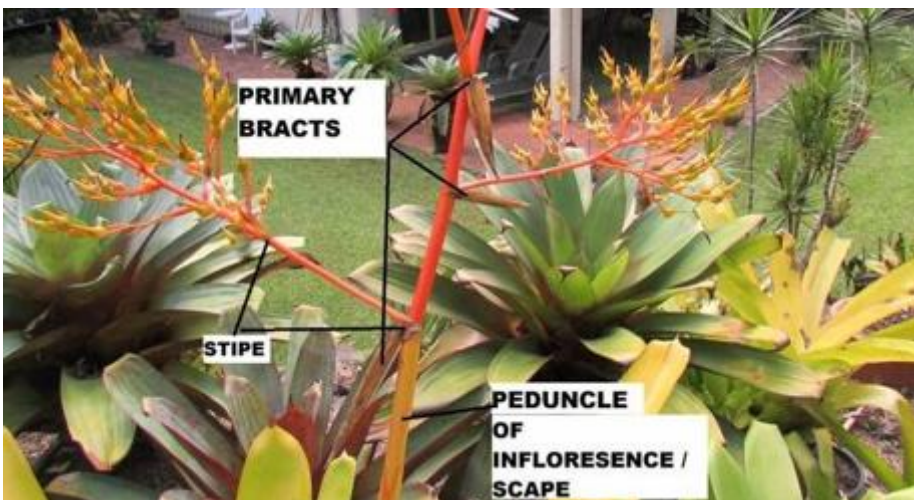 PRIMARY
BRACTS
STIPE
PEDUNCLE
OF
INFLORESENCE /
SCAPE